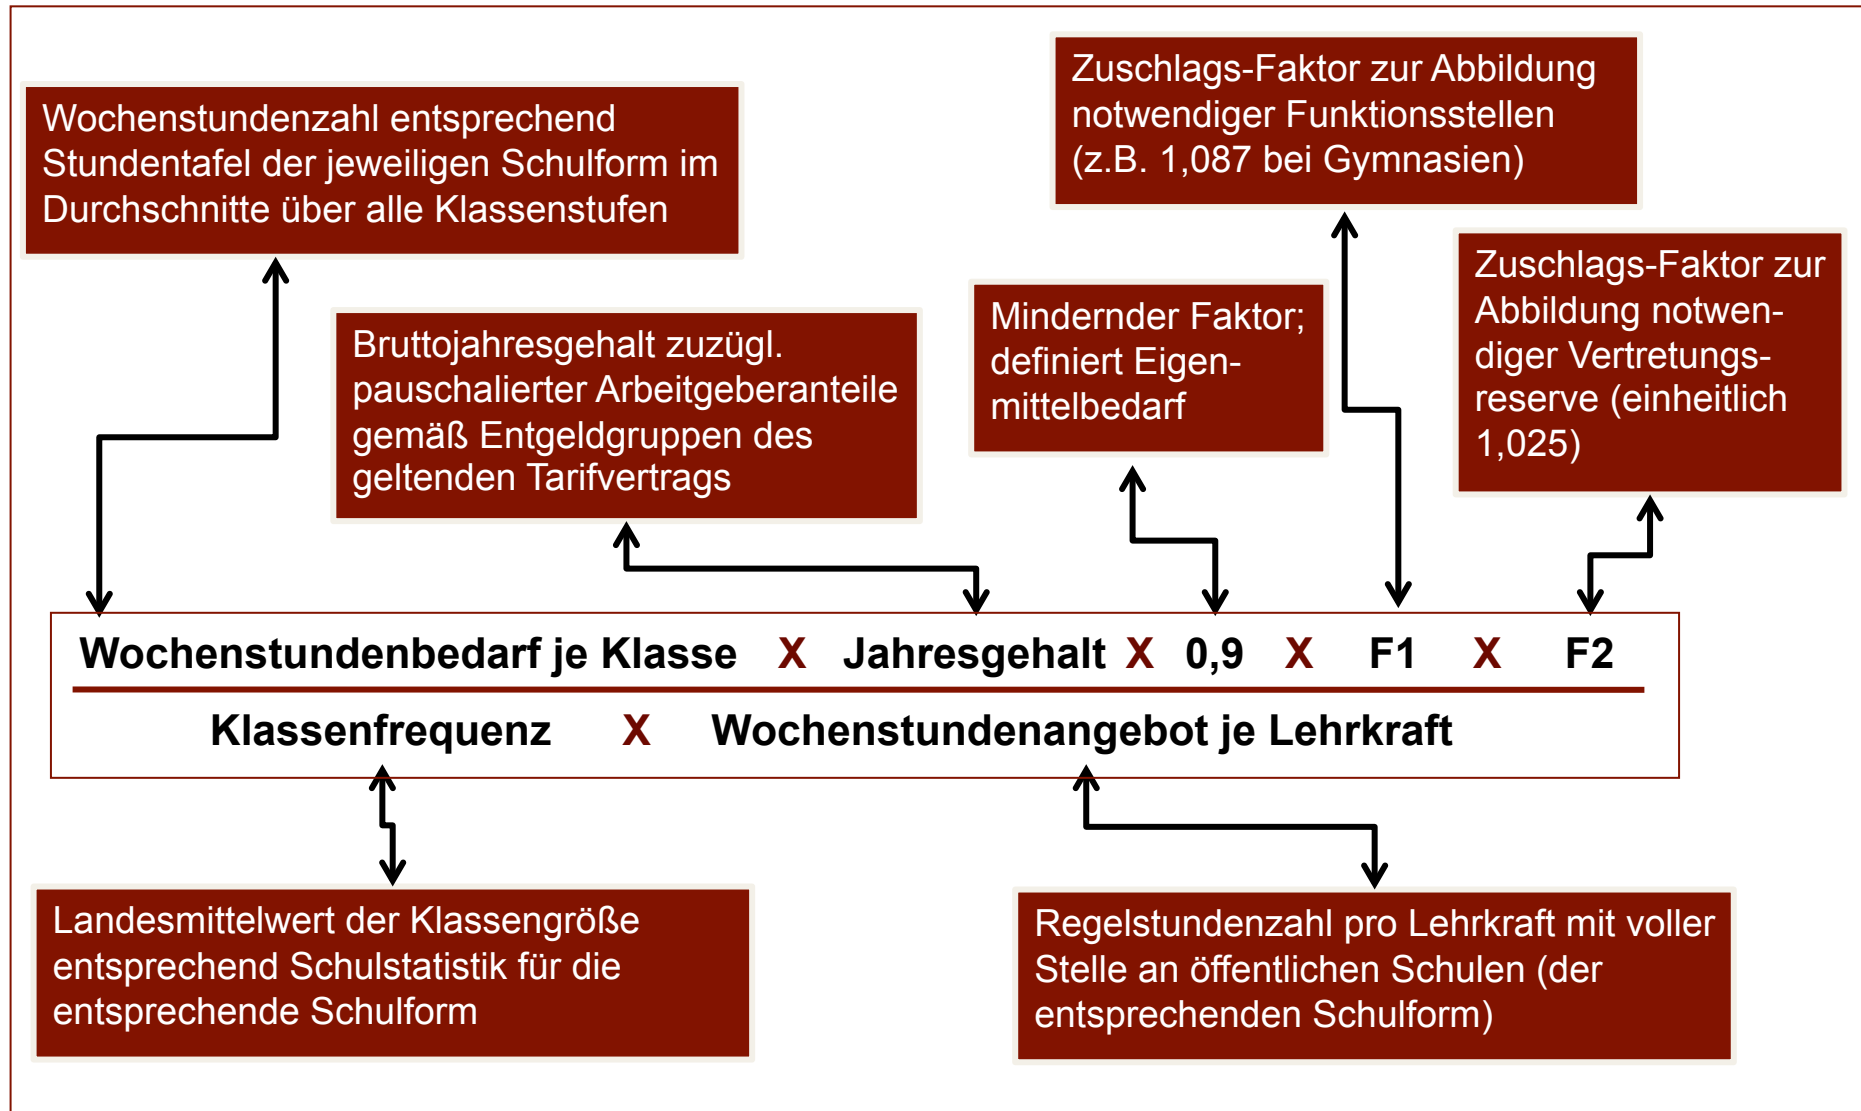 Wochenstundenzahl entsprechend
Stundentafel der jeweiligen Schulform im
Durchschnitte über alle Klassenstufen
Bruttojahresgehalt zuzügl.
pauschalierter Arbeitgeberanteile
gemäß Entgeldgruppen des
geltenden Tarifvertrags
Mindernder Faktor;
definiert Eigen-
mittelbedarf
Zuschlags-Faktor zur Abbildung
notwendiger Funktionsstellen
(z.B. 1,087 bei Gymnasien)
Zuschlags-Faktor zur
Abbildung notwen-
diger Vertretungs-
reserve (einheitlich
1,025)
Wochenstundenbedarf je Klasse X Jahresgehalt X 0,9 X F1 X F2
Klassenfrequenz X Wochenstundenangebot je Lehrkraft
Landesmittelwert der Klassengröße
entsprechend Schulstatistik für die
entsprechende Schulform
Regelstundenzahl pro Lehrkraft mit voller
Stelle an öffentlichen Schulen (der
entsprechenden Schulform)